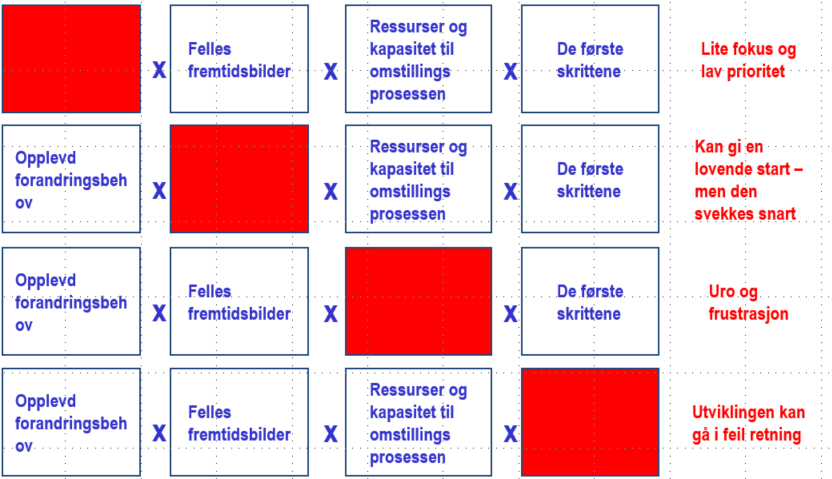 Felles
fremtidsbilder
Ressurser og
kapasitet til
omstillings
prosessen
De første
skrittene
Lite fokus og
lav prioritet
X
X
X
Opplevd
forandringsbeh
ov
Ressurser og
kapasitet til
omstillings
prosessen
De første
skrittene
Kan gi en
lovende start –
men den
svekkes snart
X
X
X
Opplevd
forandringsbeh
ov
Felles
fremtidsbilder
De første
skrittene
Uro og
frustrasjon
X
X
X
Opplevd
forandringsbeh
ov
Felles
fremtidsbilder
Ressurser og
kapasitet til
omstillings
prosessen
Utviklingen kan
gå i feil retning
X
X
X